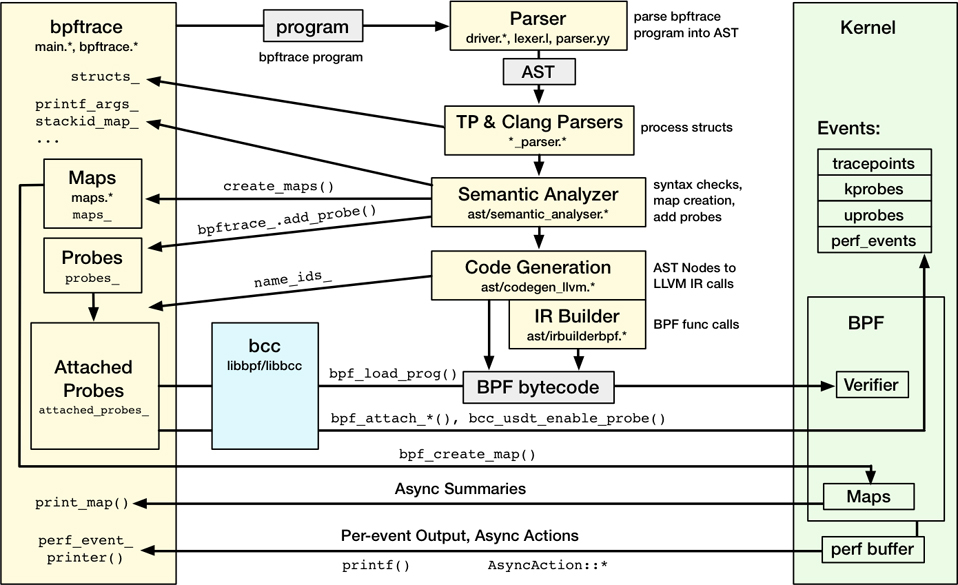 bpftrace
main.*, bpftrace.*
program
bpftrace program
Parser
driver.*, lexer.l, parser.yy
parse bpftrace
program into AST
Kernel
AST
structs_
printf_args_
stackid_map_
...
TP & Clang Parsers
*_parser.*
process structs
Events:
tracepoints
kprobes
uprobes
perf_events
Maps
maps.*
maps_
create_maps()
Semantic Analyzer
ast/semantic_analyser.*
syntax checks,
map creation,
add probes
bpftrace_.add_probe()
Probes
probes_
name_ids_
Code Generation
ast/codegen_llvm.*
AST Nodes to
LLVM IR calls
IR Builder
ast/irbuilderbpf.*
BPF func calls
BPF
Attached
Probes
attached_probes_
bcc
libbpf/libbcc
bpf_load_prog()
BPF bytecode
Verifier
bpf_attach_*(), bcc_usdt_enable_probe()
bpf_create_map()
print_map()
Async Summaries
Maps
perf_event_
printer()
Per-event Output, Async Actions
perf buffer
printf()
AsyncAction::*